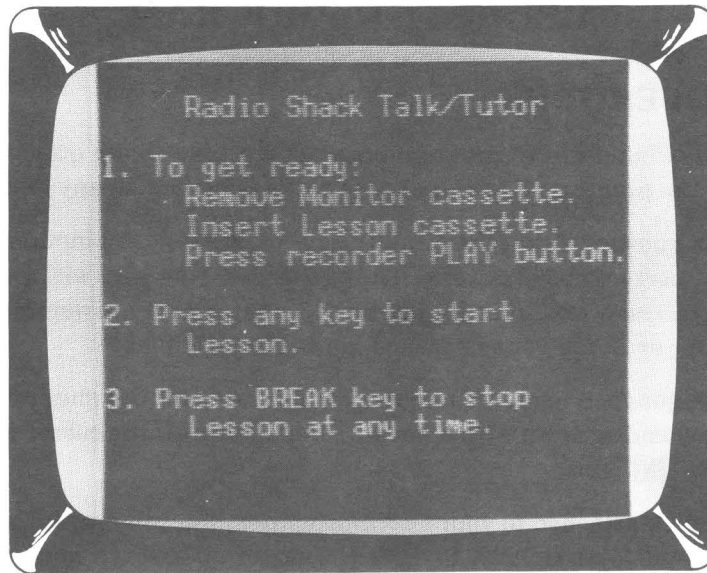 Radio Shack Talk/Tutor
1. To get ready:
Remove Monitor cassette.
Insert Lesson cassette.
Press recorder PLAY button.
2. Press any key to start
Lesson.
3. Press BREAK key to stop
Lesson at any time.